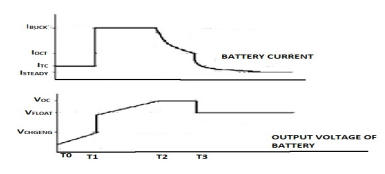 IBUCK
IOCT
BATTERY CURRENT
ITC
ISTEADY
VOC
VFLOAT
VCHGENG
OUTPUT VOLTAGE OF
BATTERY
T0 T1 T2 T3